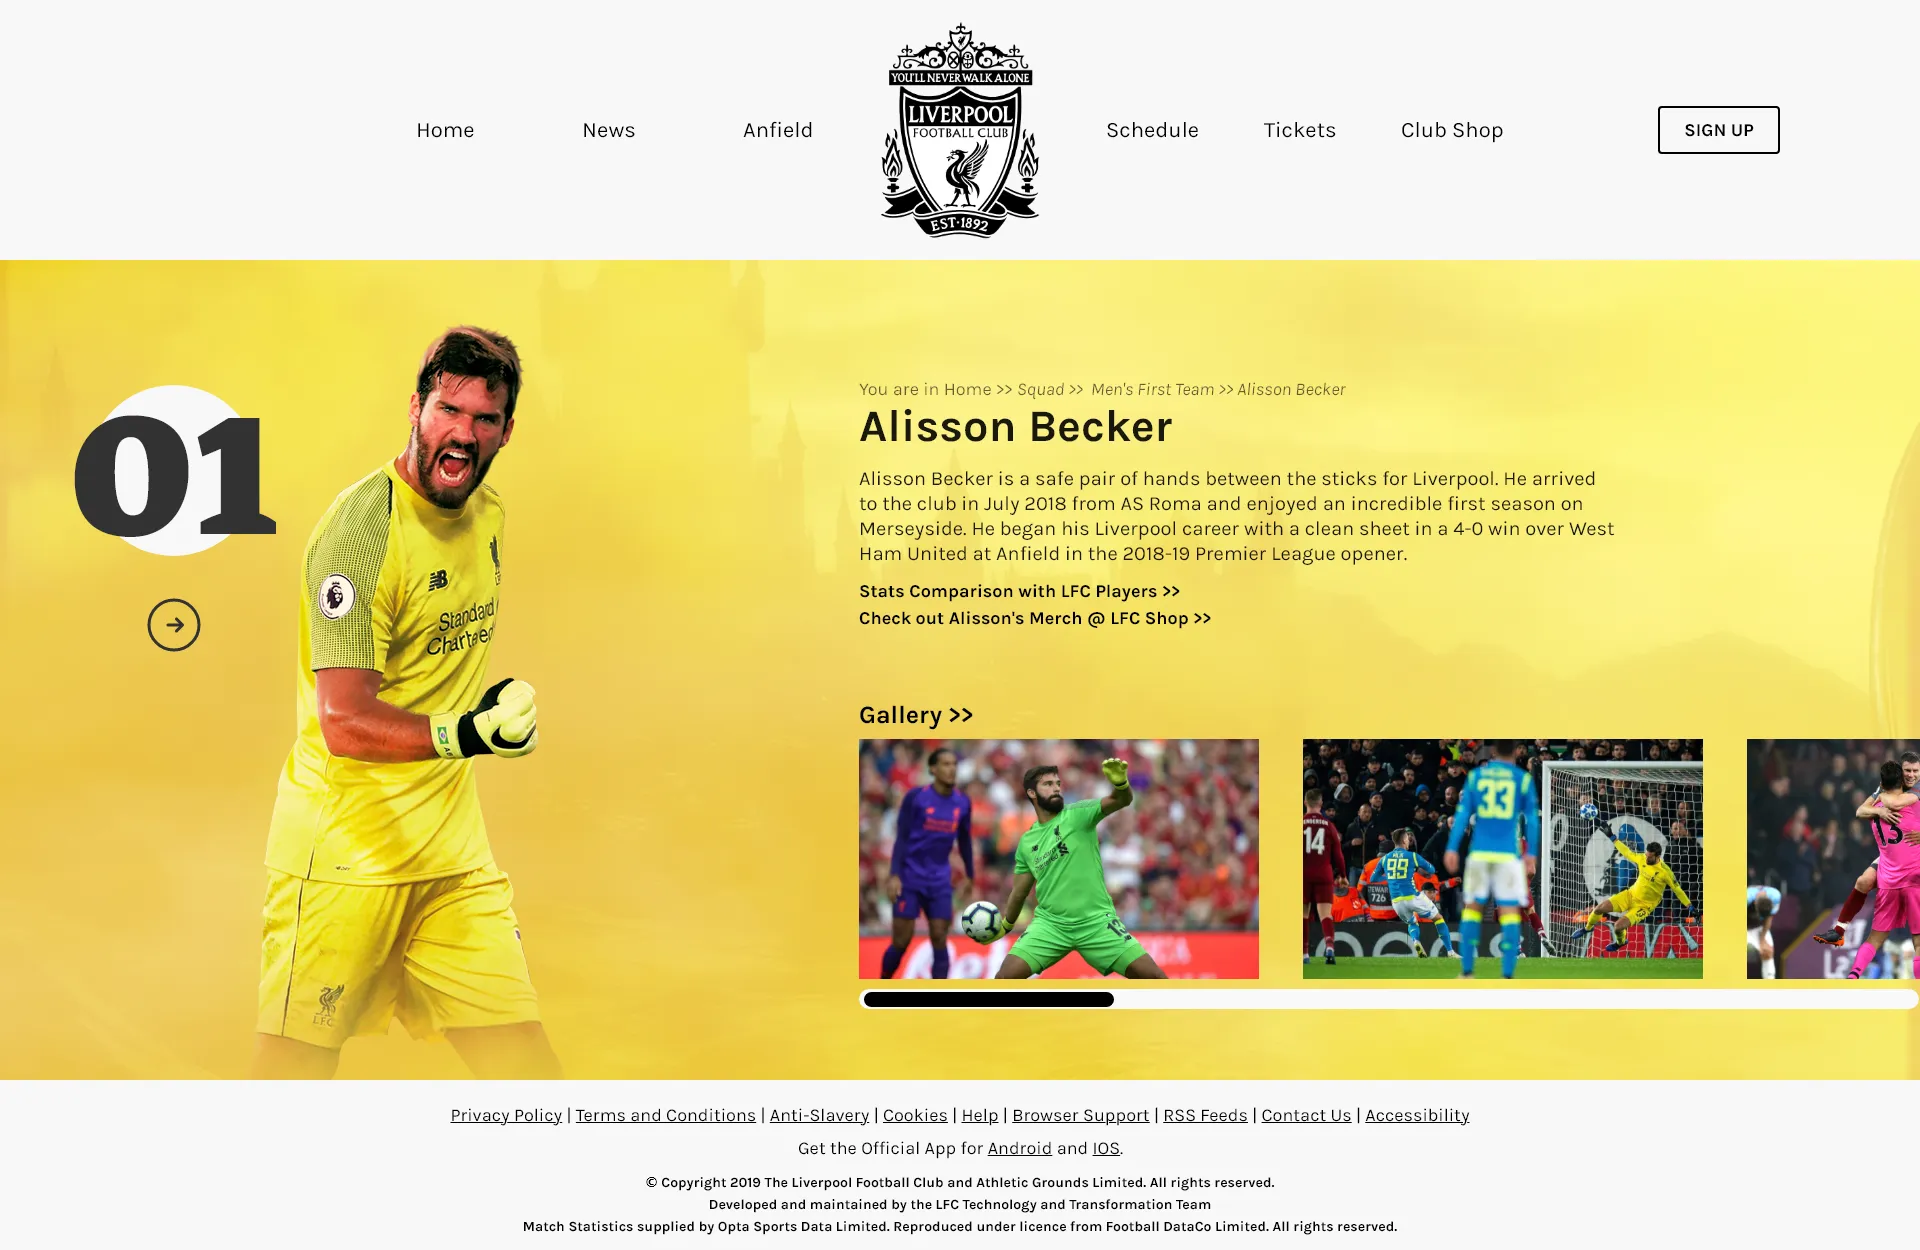 YOU'LL NEVER WALK ALONE
LIVERPOOL
FOOTBALL CLUB
EST·1892
Home News Anfield Schedule Tickets Club Shop SIGN UP
01
You are in Home >> Squad >> Men's First Team >> Alisson Becker
Alisson Becker
Alisson Becker is a safe pair of hands between the sticks for Liverpool. He arrived
to the club in July 2018 from AS Roma and enjoyed an incredible first season on
Merseyside. He began his Liverpool career with a clean sheet in a 4-0 win over West
Ham United at Anfield in the 2018-19 Premier League opener.
Stats Comparison with LFC Players >>
Check out Alisson's Merch @ LFC Shop >>
Standard
Chartered
LFC
Gallery >>
14
99
33
726
13
Privacy Policy | Terms and Conditions | Anti-Slavery | Cookies | Help | Browser Support | RSS Feeds | Contact Us | Accessibility
Get the Official App for Android and IOS.
© Copyright 2019 The Liverpool Football Club and Athletic Grounds Limited. All rights reserved.
Developed and maintained by the LFC Technology and Transformation Team
Match Statistics supplied by Opta Sports Data Limited. Reproduced under licence from Football DataCo Limited. All rights reserved.